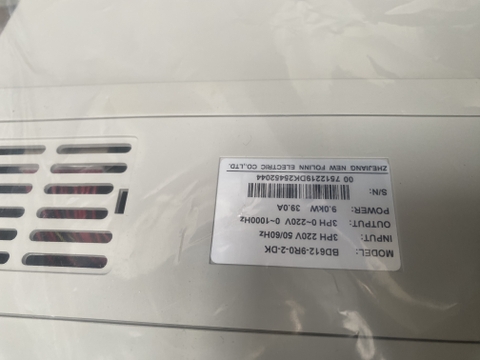 MODEL: BD612-9R0-2-DK
INPUT: 3PH 220V 50/60Hz
OUTPUT: 3PH 0~220V 0~1000Hz
POWER: 9.0kW 39.0A
S/N:
00 7612219DK25452044
ZHEJIANG NEW FOLINN ELECTRIC CO.,LTD.